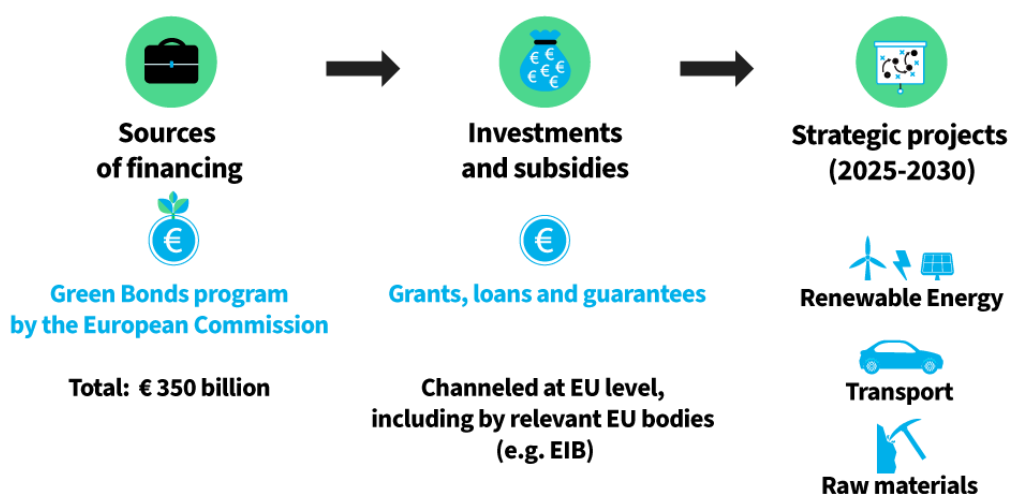 Sources
of financing
Investments
and subsidies
Strategic projects
(2025-2030)
€
€ € € € € €
€
Green Bonds program
by the European Commission
Grants, loans and guarantees
Renewable Energy
Total: € 350 billion
Channeled at EU level,
including by relevant EU bodies
(e.g. EIB)
Transport
Raw materials